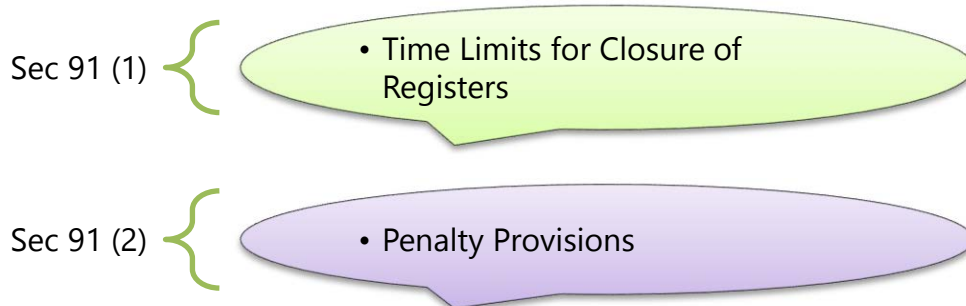 Sec 91 (1)
• Time Limits for Closure of
Registers
Sec 91 (2)
• Penalty Provisions